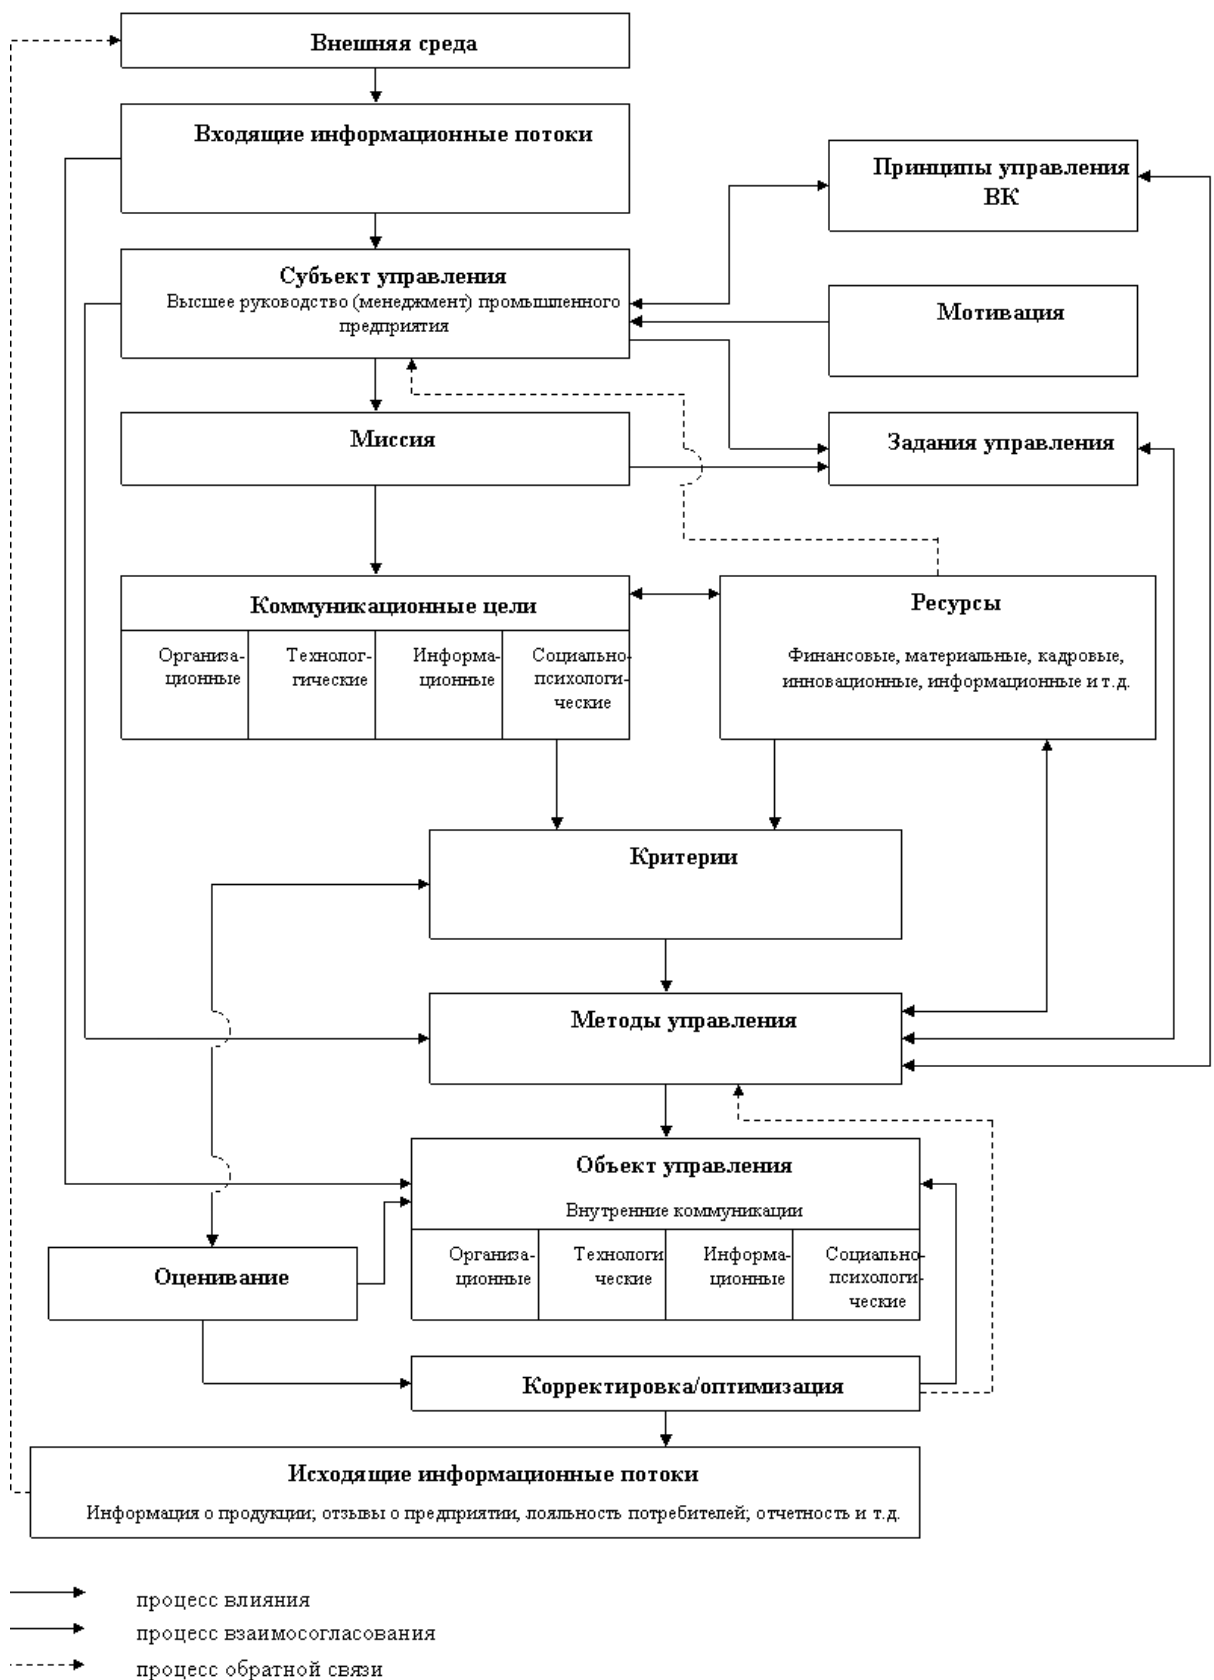 Внешняя среда
Входящие информационные потоки
Принципы управления
ВК
Субъект управления
Высшее руководство (менеджмент) промышленного
предприятия
Мотивация
Миссия
Задания управления
Коммуникационные цели
Организа-
ционные
Технолог-
гические
Информа-
ционные
Социально-
психологи-
ческие
Ресурсы
Финансовые, материальные, кадровые,
инновационные, информационные и т.д.
Критерии
Методы управления
Объект управления
Внутренние коммуникации
Организа-
ционные
Технологи
ческие
Информа-
ционные
Социально-
психологи-
ческие
Оценивание
Корректировка/оптимизация
Исходящие информационные потоки
Информация о продукции; отзывы о предприятии, лояльность потребителей; отчетность и т.д.
процесс влияния
процесс взаимосогласования
процесс обратной связи